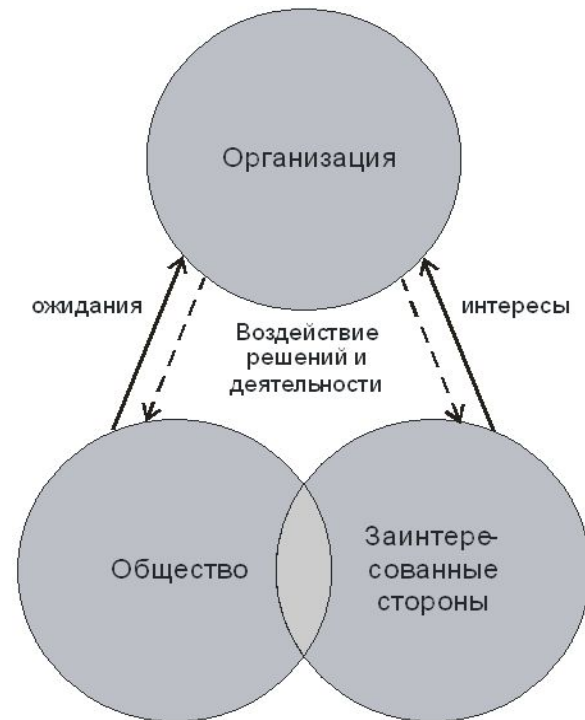 Организация
ожидания
интересы
Воздействие
решений и
деятельности
Общество
Заинтере-
сованные
стороны